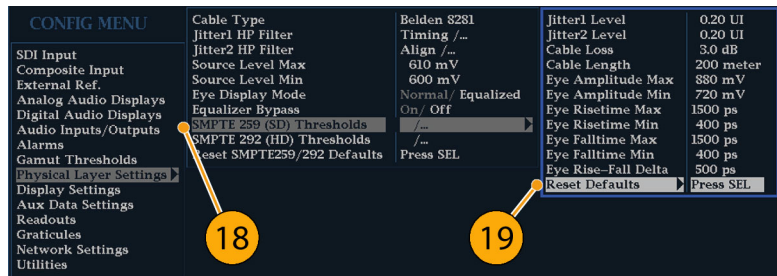 CONFIG MENU
SDI Input
Composite Input
External Ref.
Analog Audio Displays
Digital Audio Displays
Audio Inputs/Outputs
Alarms
Gamut Thresholds
Physical Layer Settings
Display Settings
Aux Data Settings
Readouts
Graticules
Network Settings
Utilities
Cable Type Belden 8281
Jitter1 HP Filter Timing /...
Jitter2 HP Filter Align /...
Source Level Max 610 mV
Source Level Min 600 mV
Eye Display Mode Normal/ Equalized
Equalizer Bypass On/ Off
SMPTE 259 (SD) Thresholds /...
SMPTE 292 (HD) Thresholds /...
Reset SMPTE259/292 Defaults Press SEL
18
Jitter1 Level 0.20 UI
Jitter2 Level 0.20 UI
Cable Loss 3.0 dB
Cable Length 200 meter
Eye Amplitude Max 880 mV
Eye Amplitude Min 720 mV
Eye Risetime Max 1500 ps
Eye Risetime Min 400 ps
Eye Falltime Max 1500 ps
Eye Falltime Min 400 ps
Eye Rise-Fall Delta 500 ps
Reset Defaults Press SEL
19